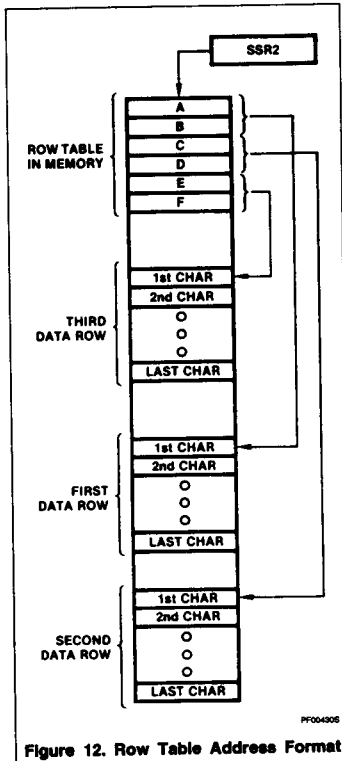 SSR2
A
B
C
D
E
F
ROW TABLE
IN MEMORY
1st CHAR
2nd CHAR
THIRD
DATA ROW
LAST CHAR
1st CHAR
2nd CHAR
FIRST
DATA ROW
LAST CHAR
1st CHAR
2nd CHAR
SECOND
DATA ROW
LAST CHAR
PF00430S
Figure 12. Row Table Address Format